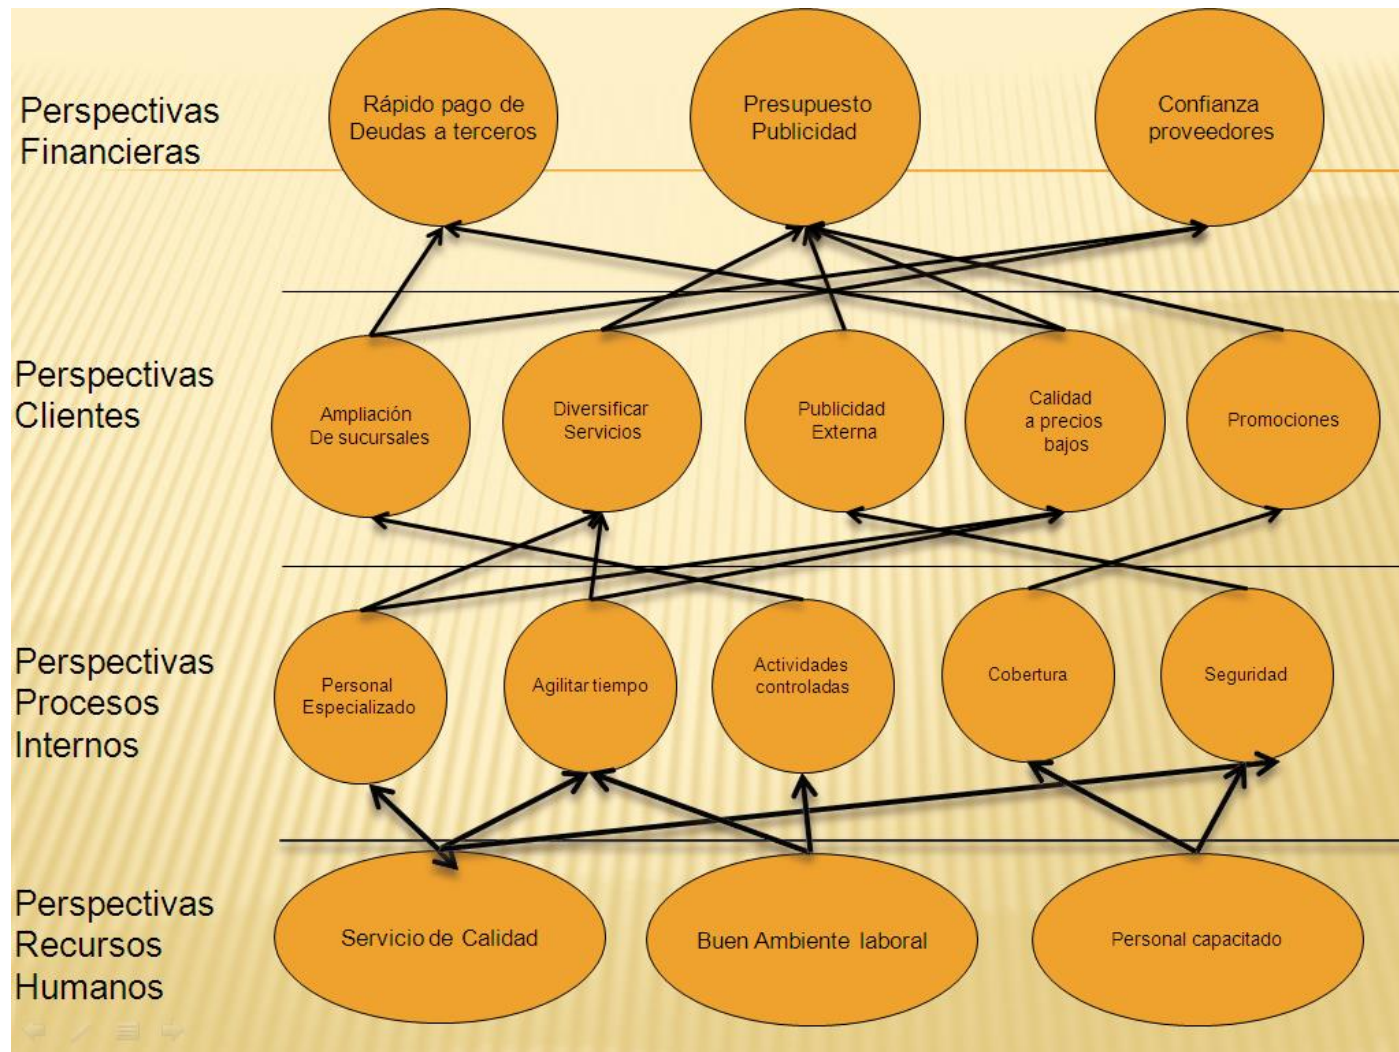 Perspectivas
Financieras
Rápido pago de
Deudas a terceros
Presupuesto
Publicidad
Confianza
proveedores
Perspectivas
Clientes
Ampliación
De sucursales
Diversificar
Servicios
Publicidad
Externa
Calidad
a precios
bajos
Promociones
Perspectivas
Procesos
Internos
Personal
Especializado
Agilitar tiempo
Actividades
controladas
Cobertura
Seguridad
Perspectivas
Recursos
Humanos
Servicio de Calidad
Buen Ambiente laboral
Personal capacitado